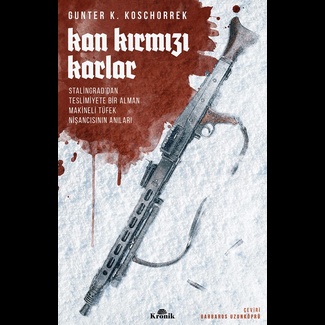 GUNTER K. KOSCHORREK
kan kırmızı
karlar
STALİNGRAD'DAN
TESLİMİYETE BİR ALMAN
MAKİNELİ TÜFEK
NİŞANCISININ ANILARI
Kronik
ÇEVİRİ
BARBAROS UZUNKÖPRÜ